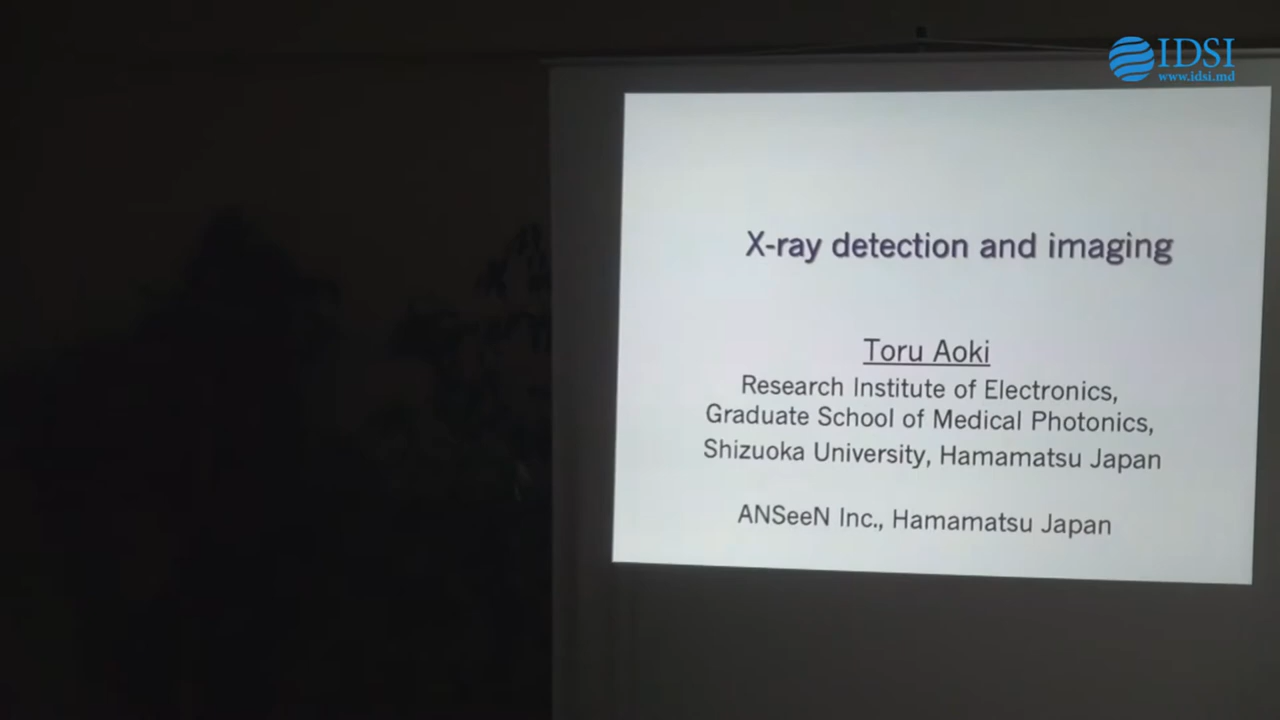 IDSI
www.idsi.md
X-ray detection and imaging
Toru Aoki
Research Institute of Electronics,
Graduate School of Medical Photonics,
Shizuoka University, Hamamatsu Japan
ANSeeN Inc., Hamamatsu Japan